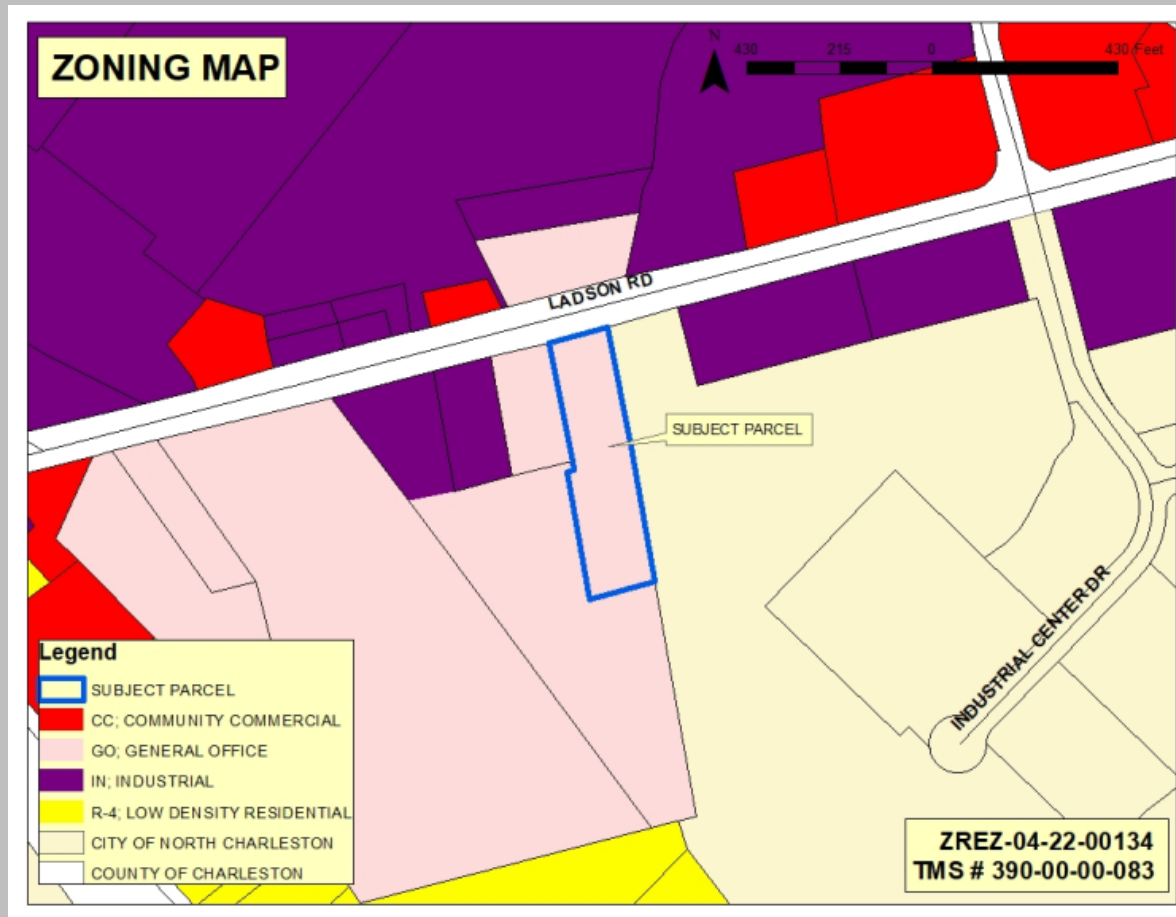 ZONING MAP
N
430 215 0 430 Feet
LADSON RD
SUBJECT PARCEL
INDUSTRIAL CENTER DR
Legend
SUBJECT PARCEL
CC; COMMUNITY COMMERCIAL
GO; GENERAL OFFICE
IN; INDUSTRIAL
R-4; LOW DENSITY RESIDENTIAL
CITY OF NORTH CHARLESTON
COUNTY OF CHARLESTON
ZREZ-04-22-00134
TMS # 390-00-00-083